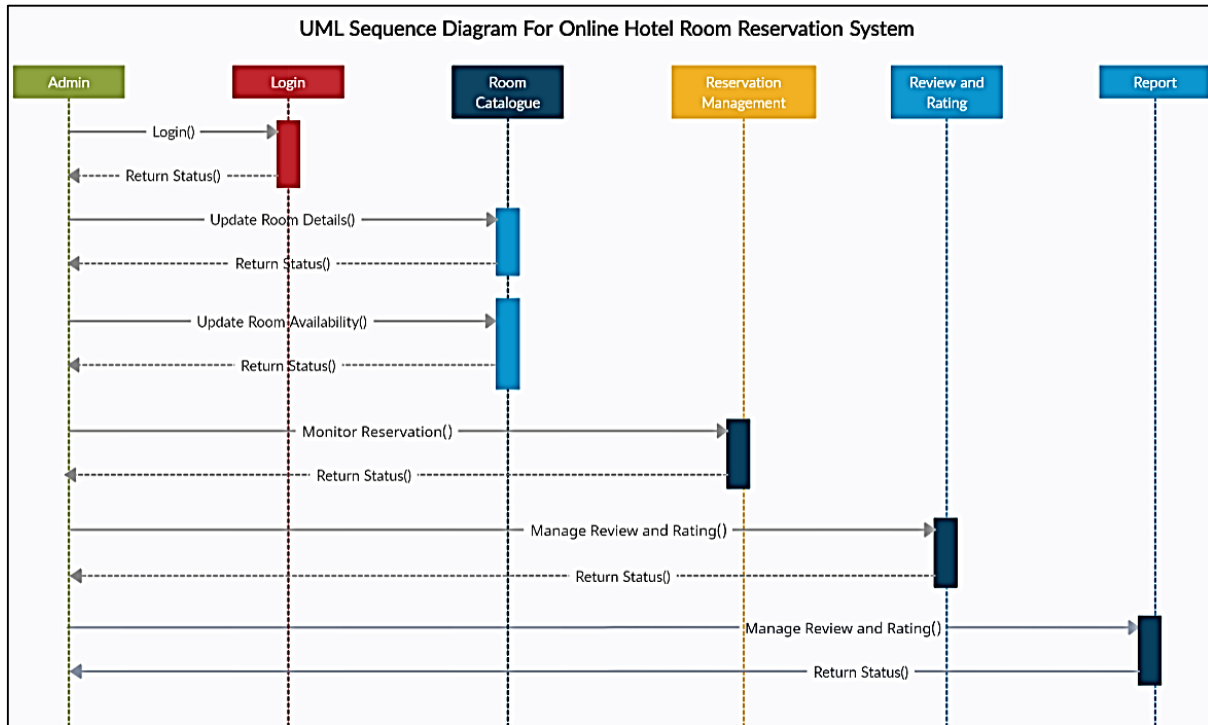 UML Sequence Diagram For Online Hotel Room Reservation System
Admin
Login
Room
Catalogue
Reservation
Management
Review and
Rating
Report
Login()
Return Status()
Update Room Details()
Return Status()
Update Room Availability()
Return Status()
Monitor Reservation()
Return Status()
Manage Review and Rating()
Return Status()
Manage Review and Rating()
Return Status()